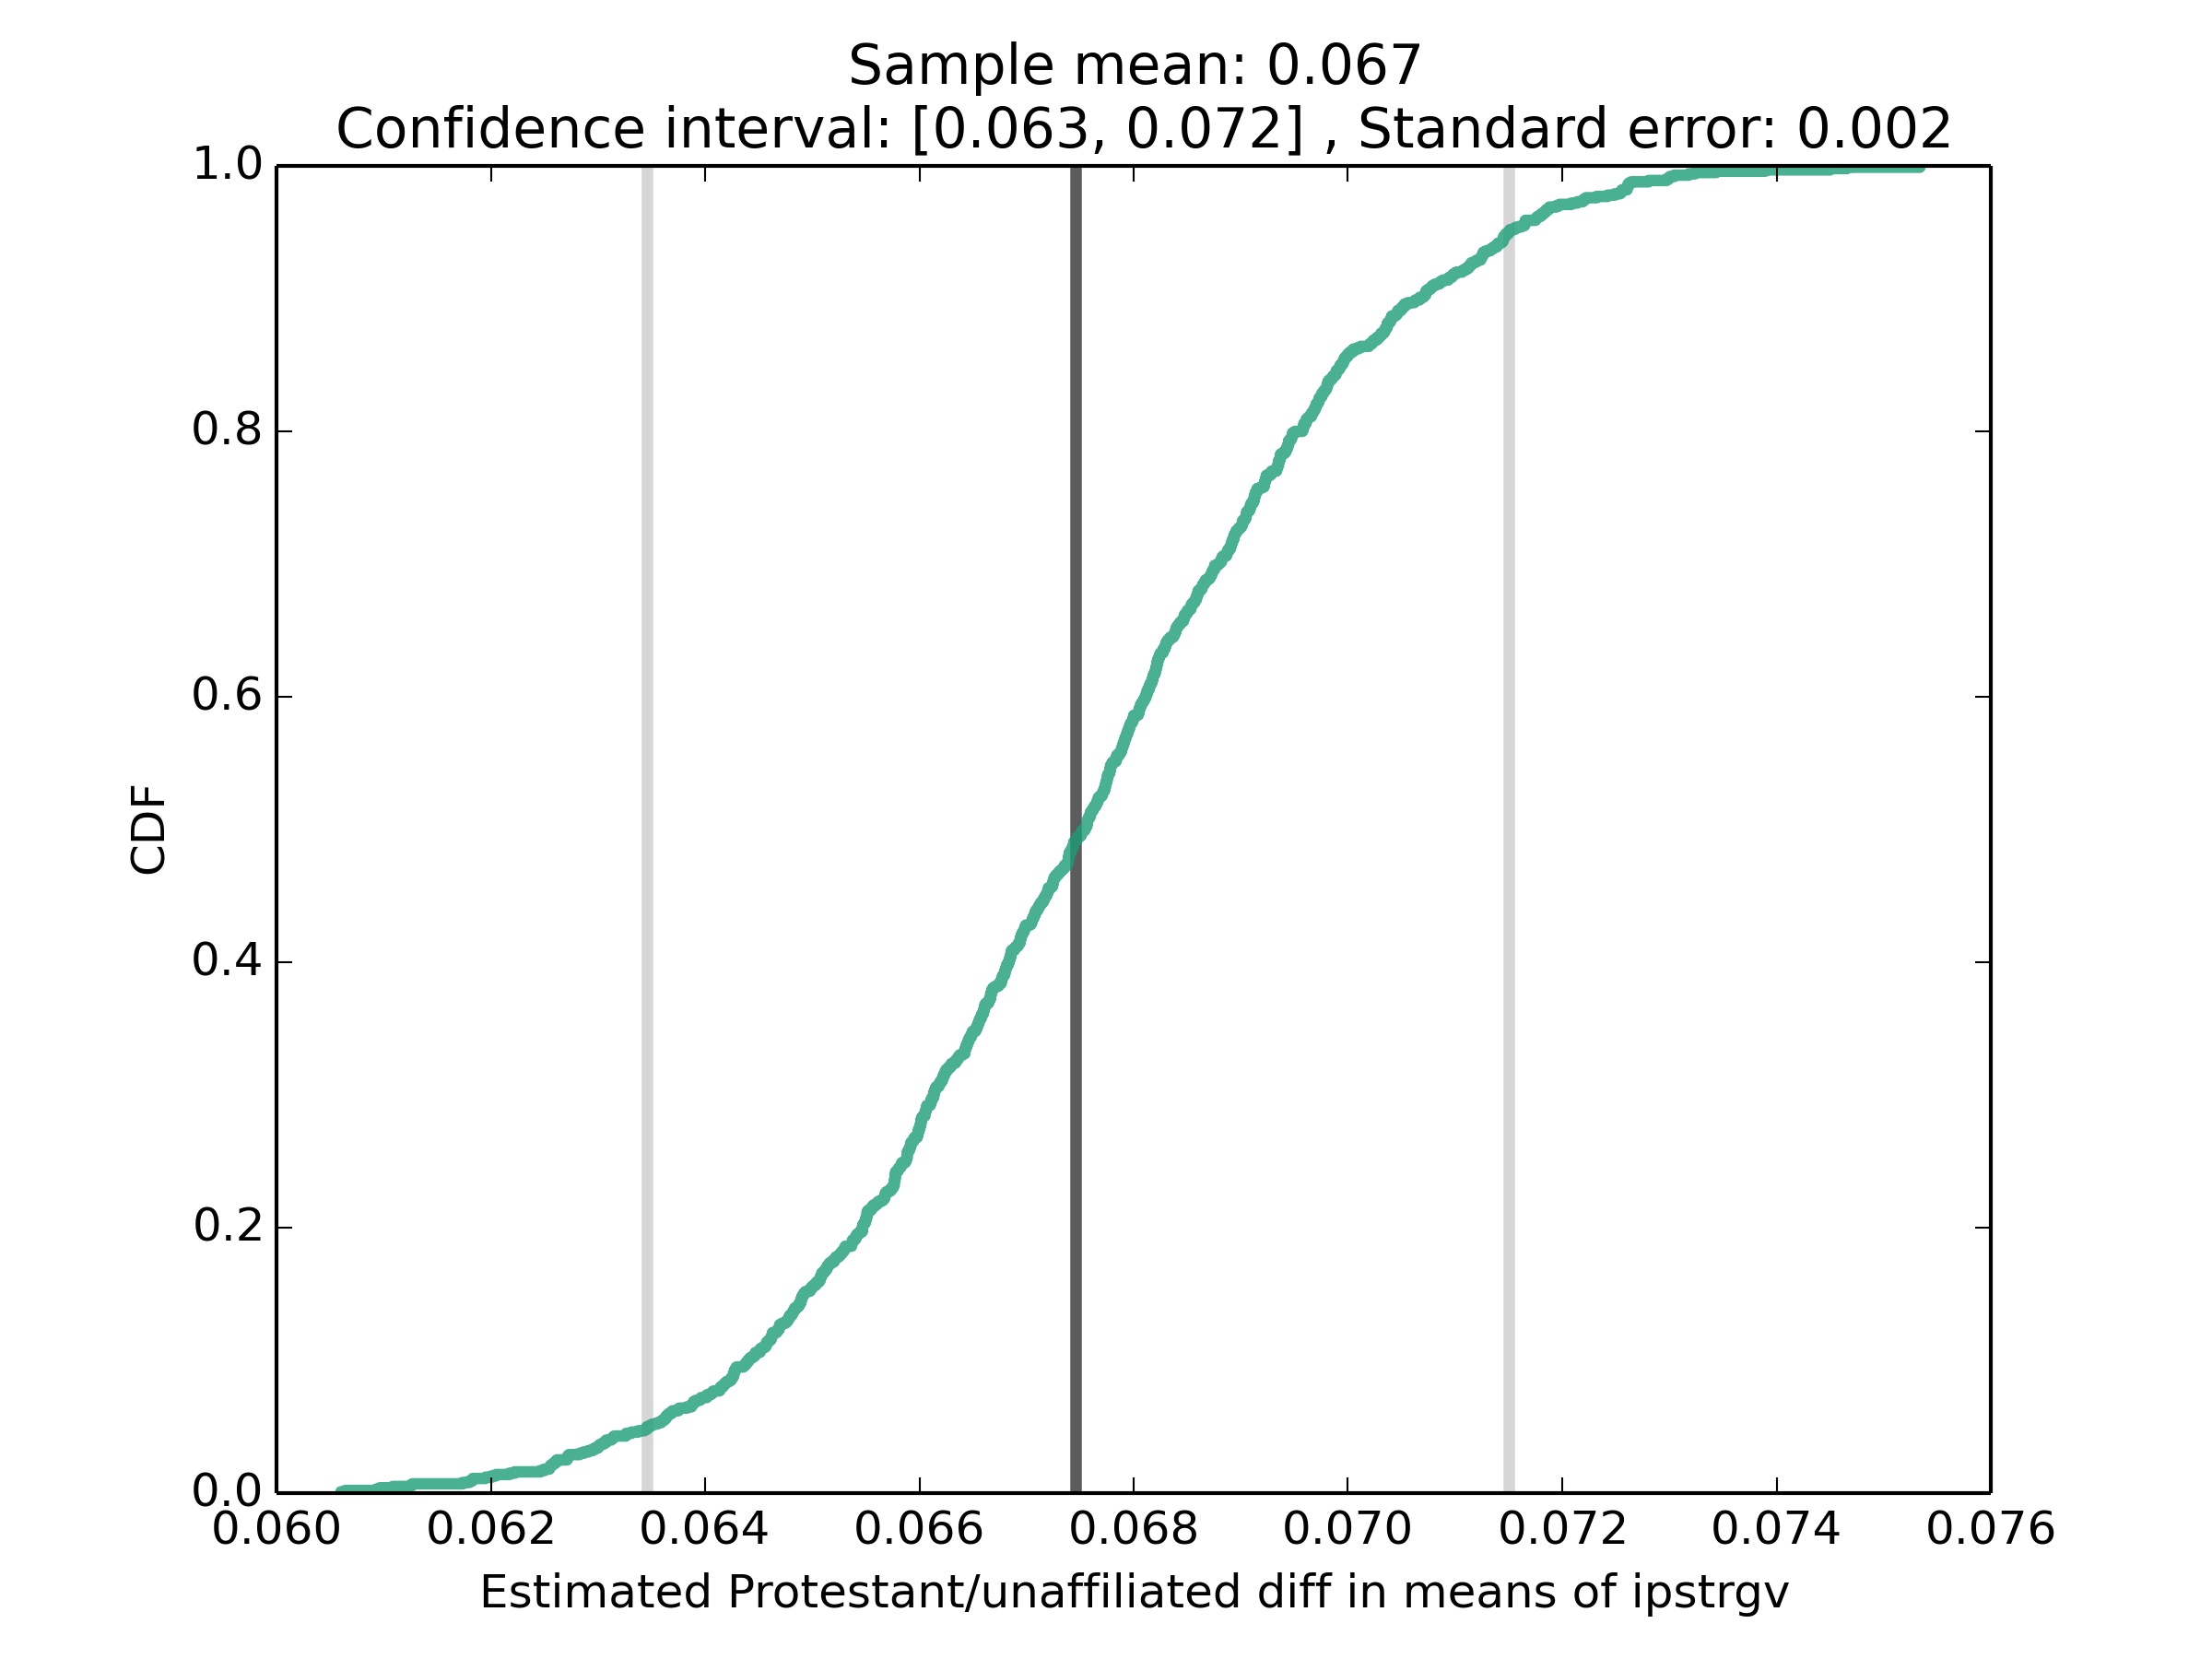 Sample mean: 0.067
Confidence interval: [0.063, 0.072] , Standard error: 0.002
1.0
0.8
0.6
0.4
0.2
0.0
CDF
0.060 0.062 0.064 0.066 0.068 0.070 0.072 0.074 0.076
Estimated Protestant/unaffiliated diff in means of ipstrgv